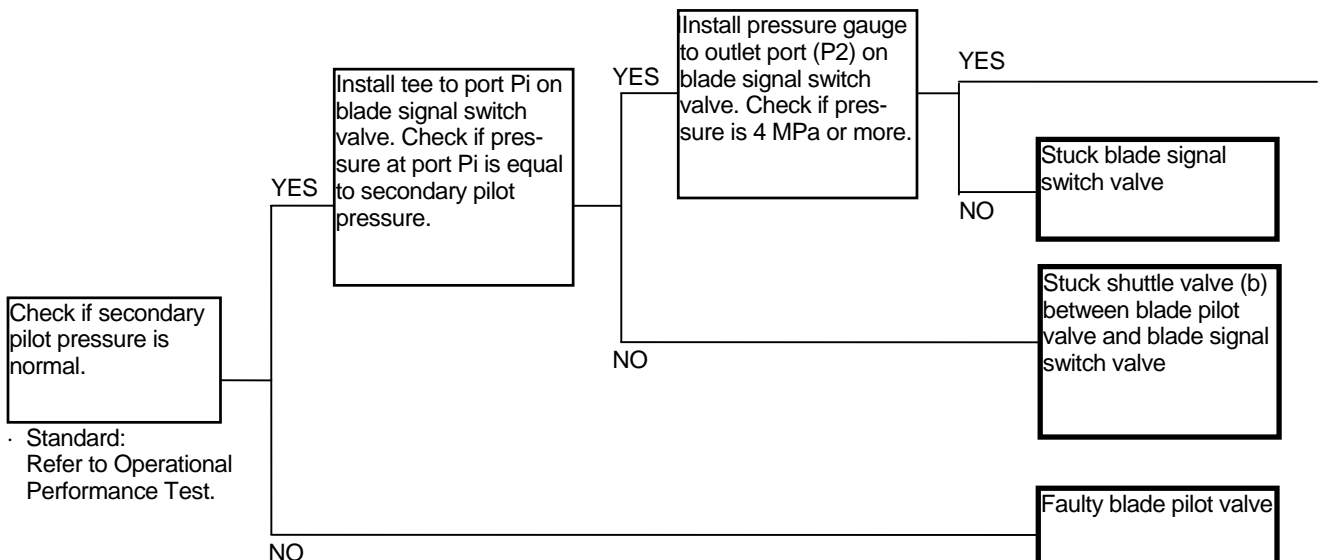 Check if secondary
pilot pressure is
normal.
· Standard:
Refer to Operational
Performance Test.
YES
NO
Install tee to port Pi on
blade signal switch
valve. Check if pres-
sure at port Pi is equal
to secondary pilot
pressure.
YES
NO
Install pressure gauge
to outlet port (P2) on
blade signal switch
valve. Check if pres-
sure is 4 MPa or more.
YES
NO
Stuck blade signal
switch valve
Stuck shuttle valve (b)
between blade pilot
valve and blade signal
switch valve
Faulty blade pilot valve